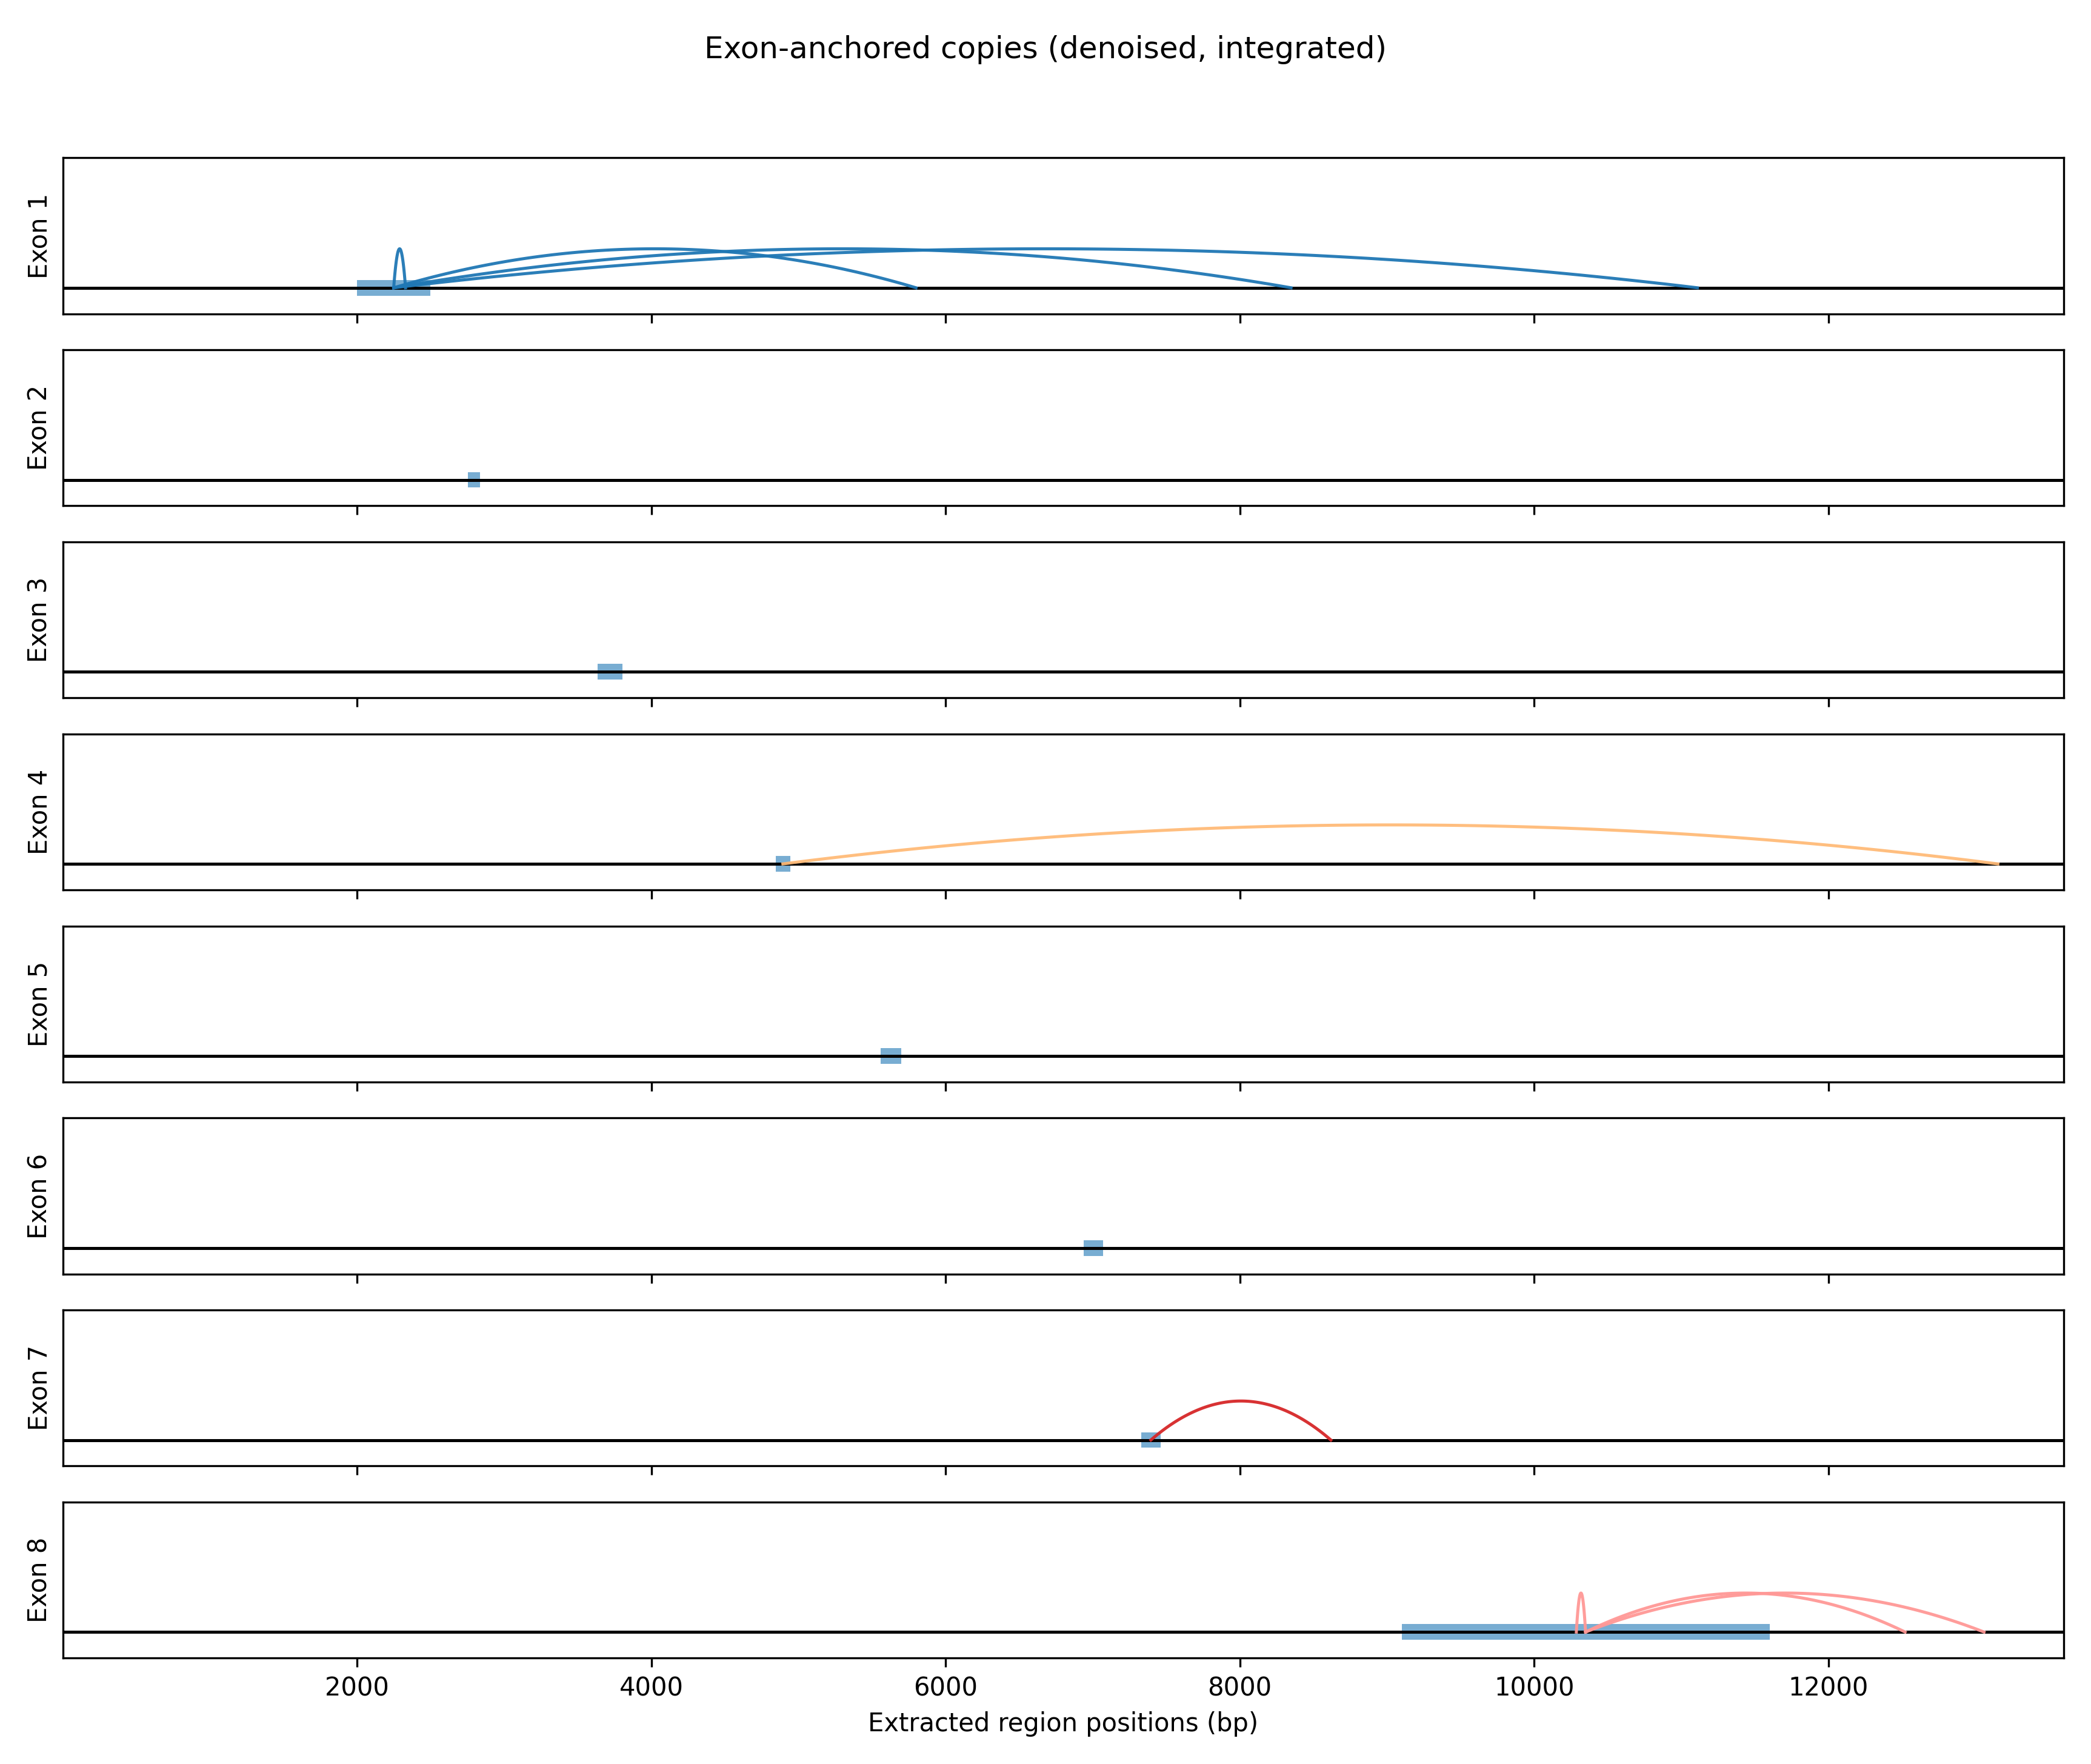 Exon-anchored copies (denoised, integrated)
Exon 1
Exon 2
Exon 3
Exon 4
Exon 5
Exon 6
Exon 7
Exon 8
2000 4000 6000 8000 10000 12000
Extracted region positions (bp)